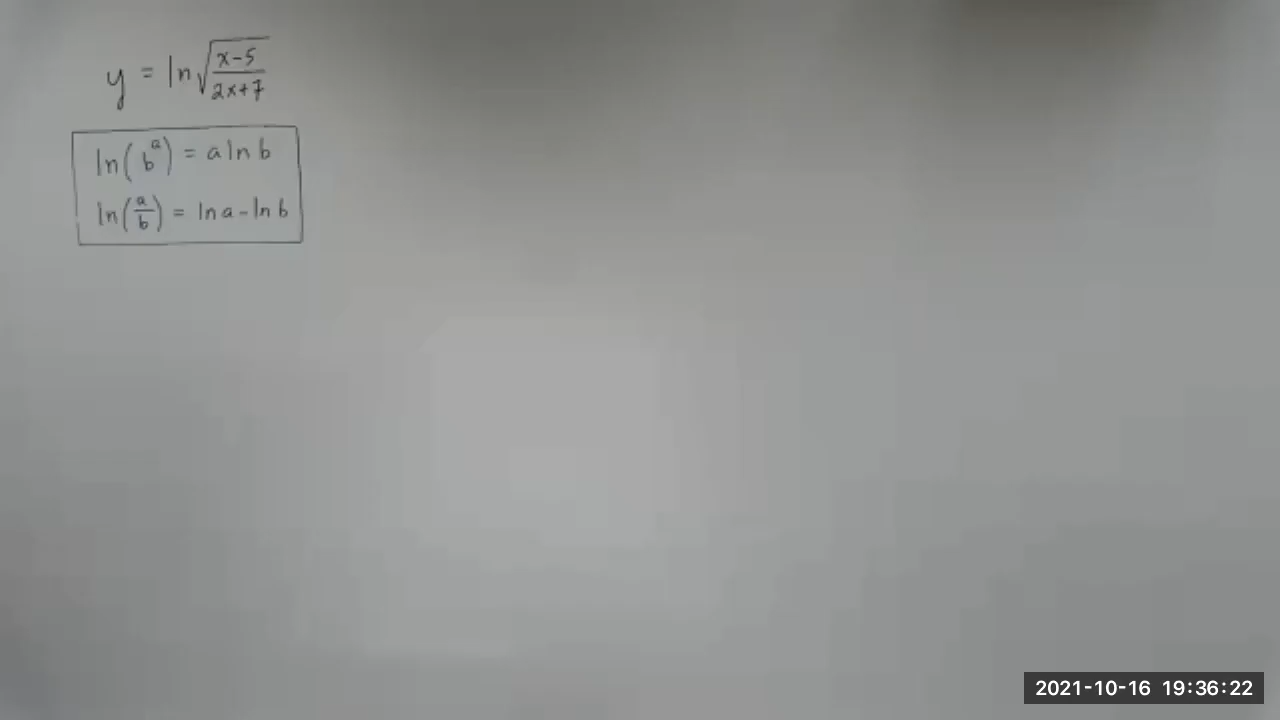 y = ln√((x-5)/(2x+7))
ln(b^a) = a ln b
ln(a/b) = ln a - ln b
2021-10-16 19:36:22